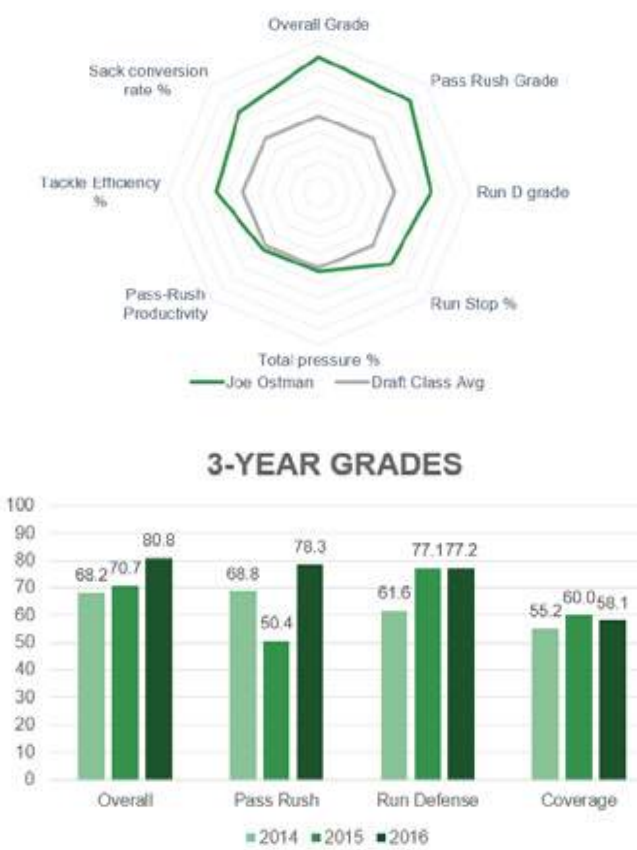 Overall Grade
Sack conversion
rate %
Pass Rush Grade
Tackle Efficiency
%
Run D grade
Pass-Rush
Productivity
Run Stop %
Total pressure %
Joe Ostman Draft Class Avg
3-YEAR GRADES
100
90
80
70
60
50
40
30
20
10
0
68.2 70.7 80.8
68.8 50.4 78.3
61.6 77.1 77.2
55.2 60.0 58.1
Overall Pass Rush Run Defense Coverage
2014 2015 2016